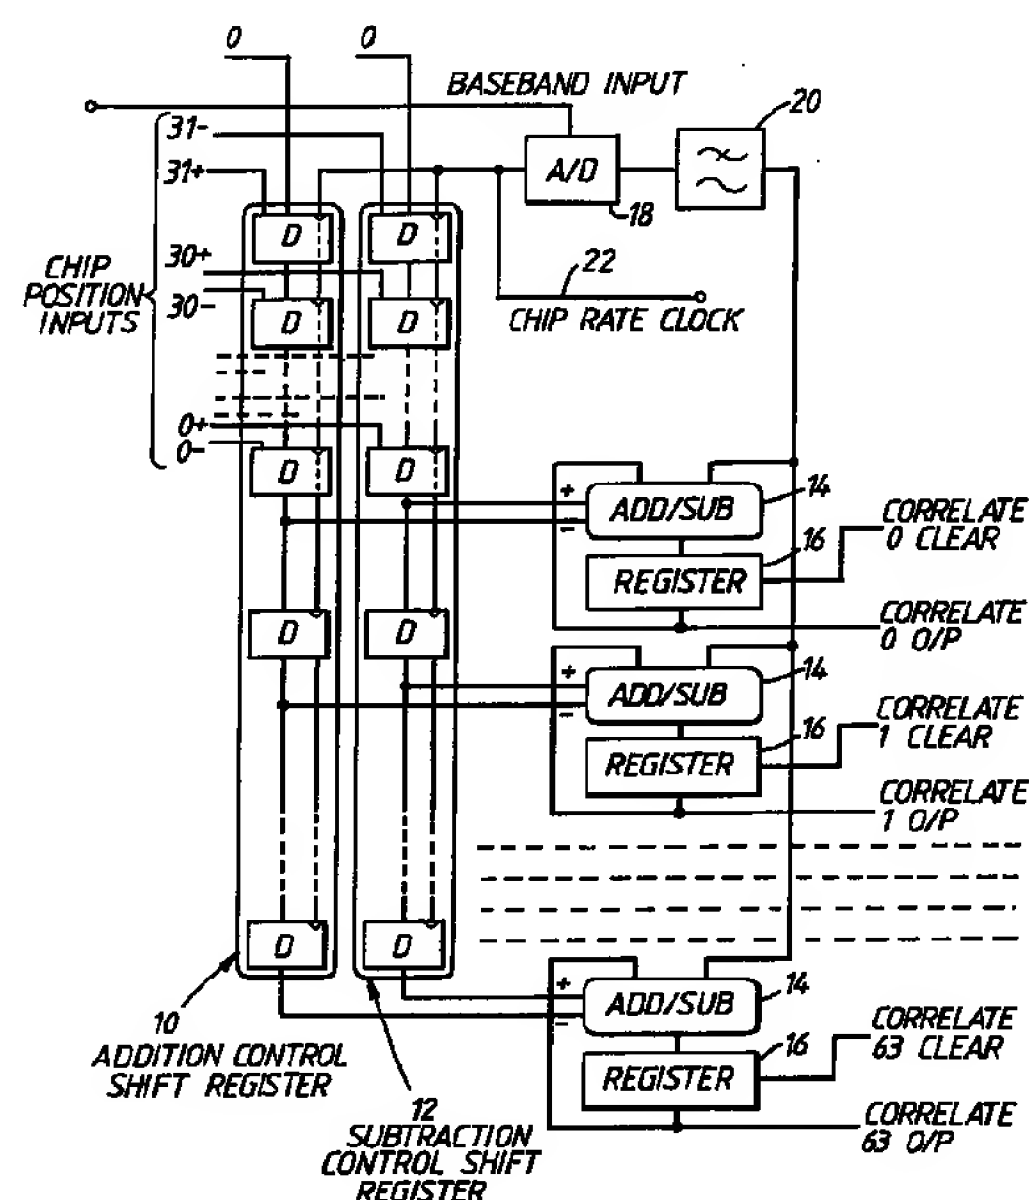 0
0
BASEBAND INPUT
20
31-
31+
A/D
18
D
D
30+
30-
CHIP
POSITION
INPUTS
22
CHIP RATE CLOCK
D
D
0+
0-
D
D
+
-
ADD/SUB
14
CORRELATE
0 CLEAR
16
REGISTER
CORRELATE
0 O/P
D
D
+
-
ADD/SUB
14
CORRELATE
1 CLEAR
16
REGISTER
CORRELATE
1 O/P
D
D
+
-
ADD/SUB
14
CORRELATE
63 CLEAR
16
REGISTER
CORRELATE
63 O/P
10
ADDITION CONTROL
SHIFT REGISTER
12
SUBTRACTION
CONTROL SHIFT
REGISTER